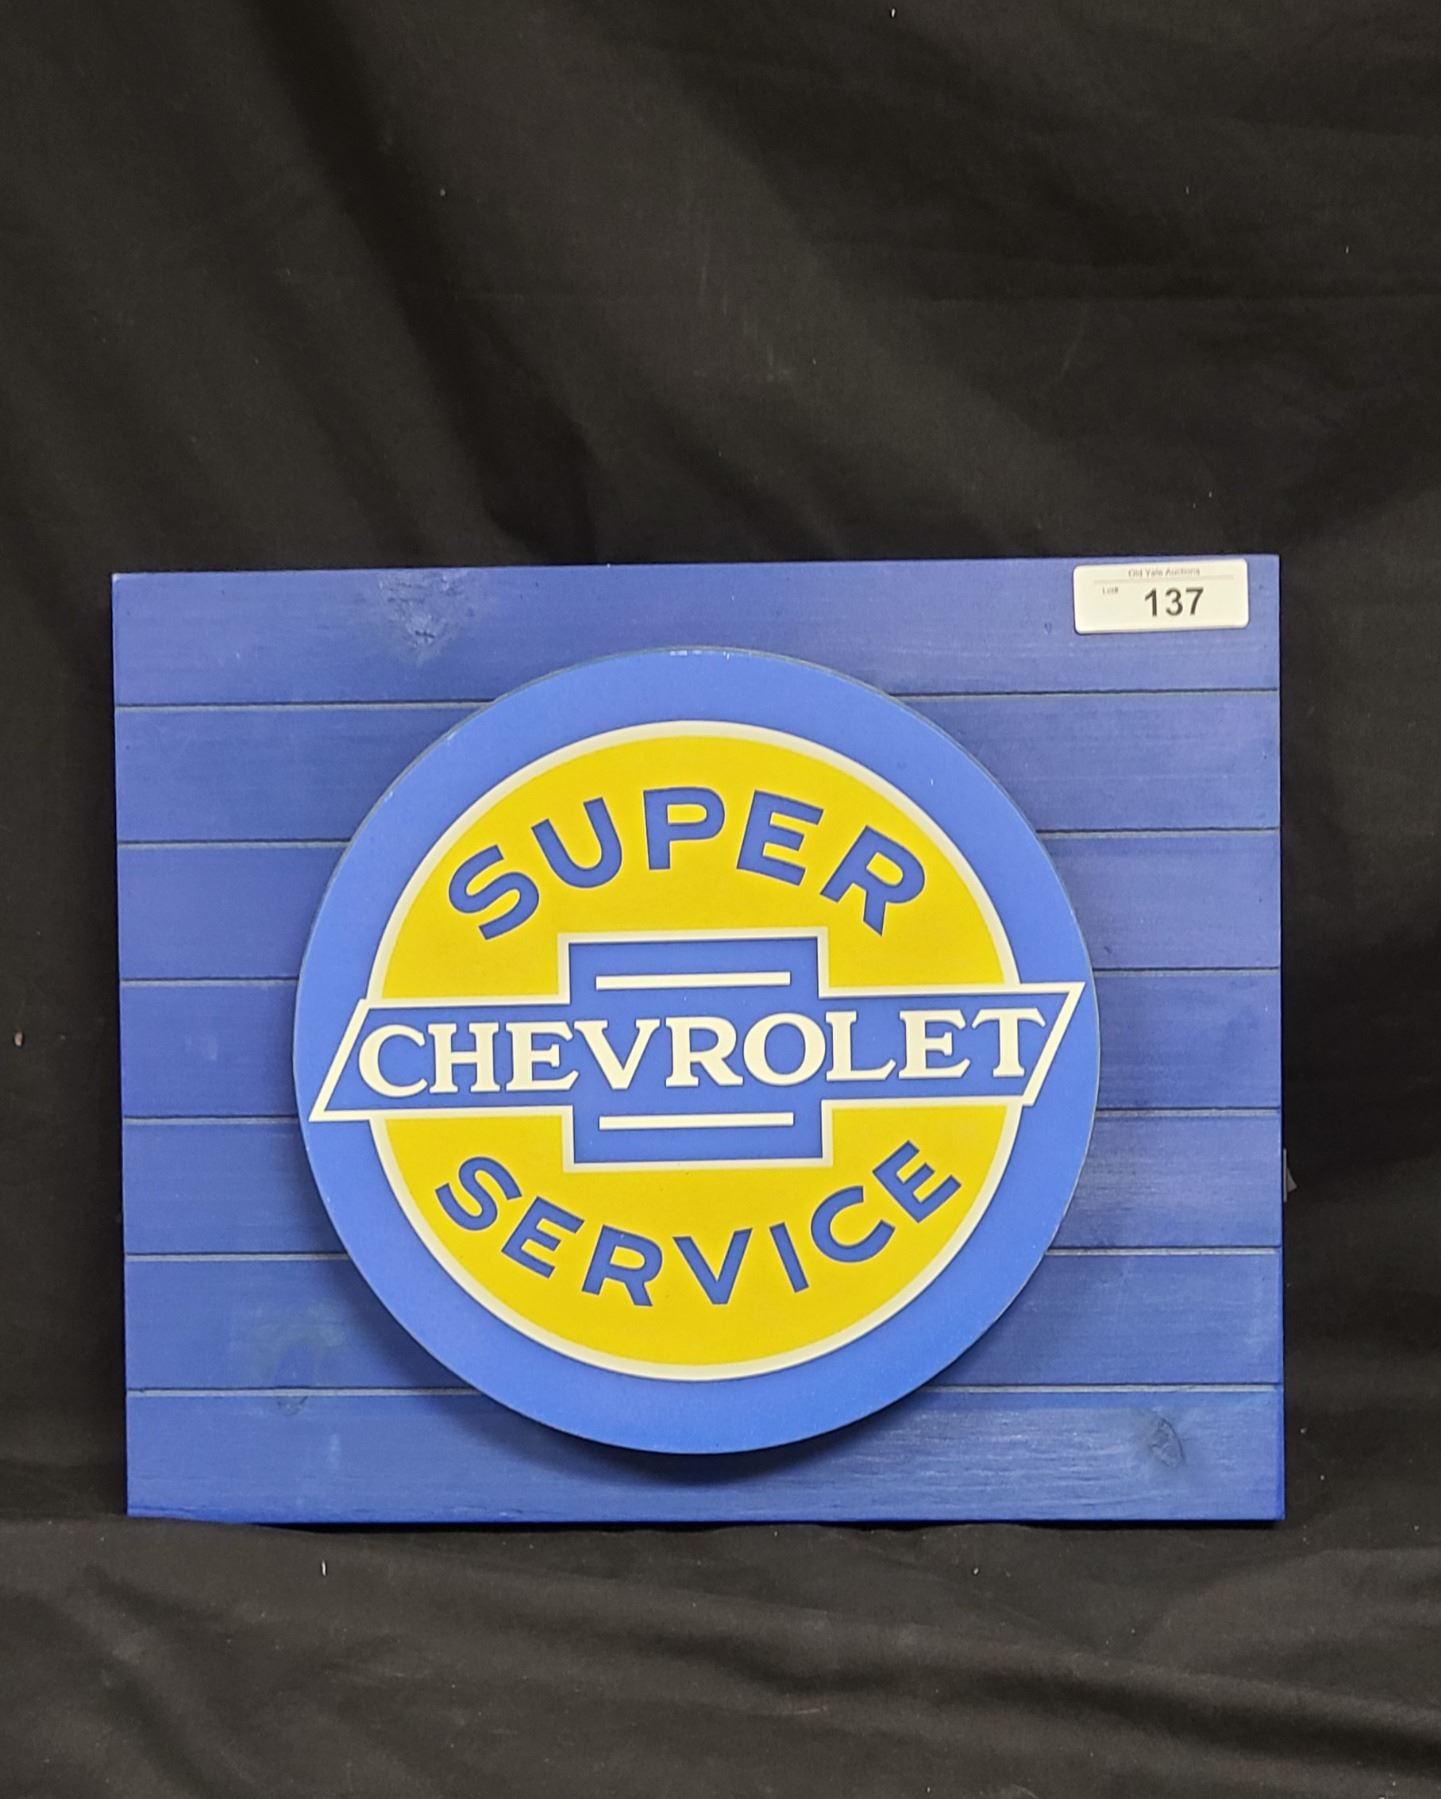 Old Yale Auctions
Lot#
137
SUPER
CHEVROLET
SERVICE